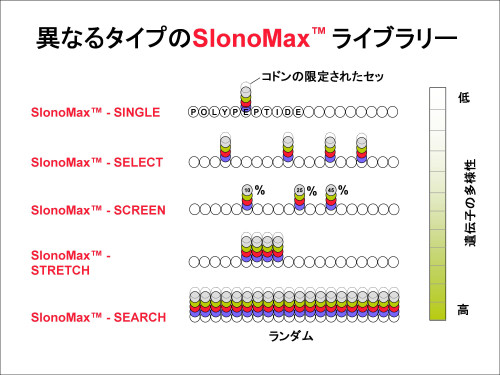 異なるタイプのSlonoMax™ ライブラリー
コドンの限定されたセッ
低
SlonoMax™ - SINGLE
POLYPEPTIDE
SlonoMax™ - SELECT
遺伝子の多様性
10 % 25 % 45 %
SlonoMax™ - SCREEN
SlonoMax™ -
STRETCH
SlonoMax™ - SEARCH
高
ランダム